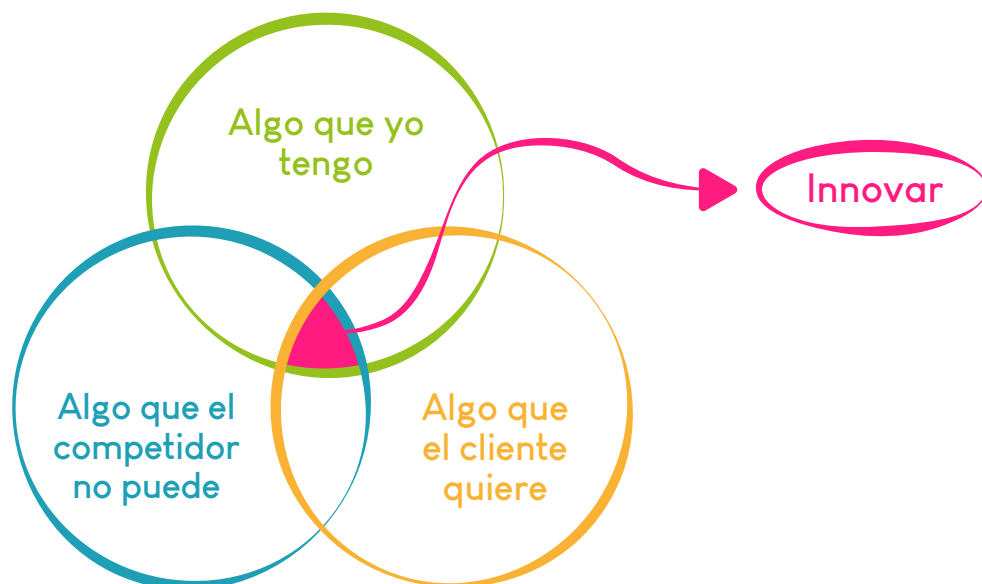 Algo que yo
tengo
Innovar
Algo que el
competidor
no puede
Algo que
el cliente
quiere